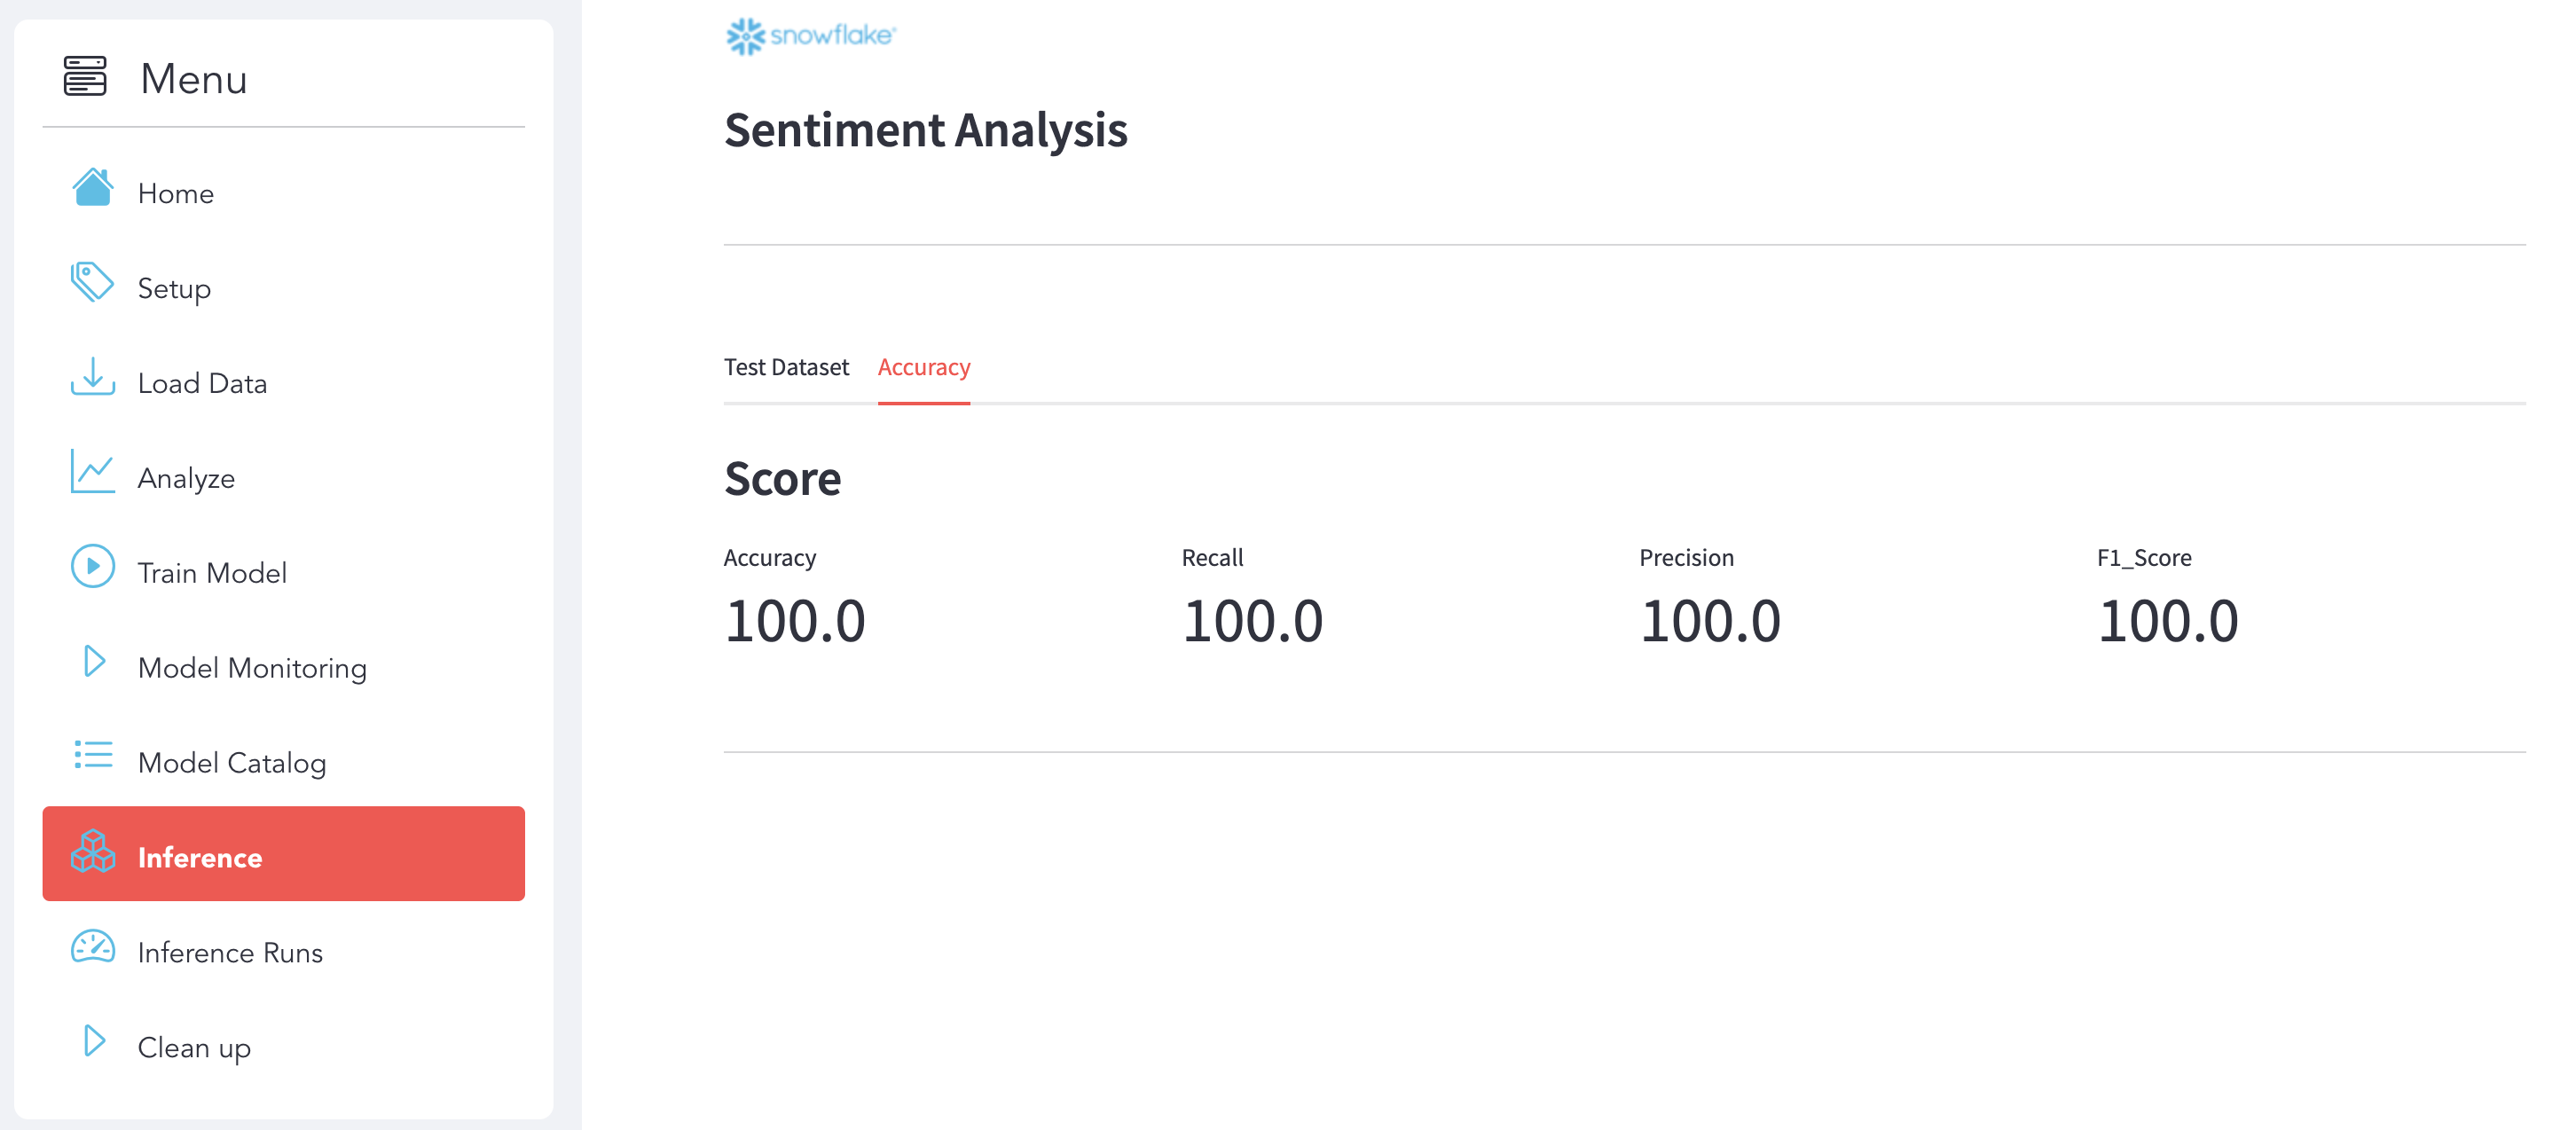 Menu
Home
Setup
Load Data
Analyze
Train Model
Model Monitoring
Model Catalog
Inference
Inference Runs
Clean up
snowflake®
Sentiment Analysis
Test Dataset Accuracy
Score
Accuracy Recall Precision F1_Score
100.0 100.0 100.0 100.0